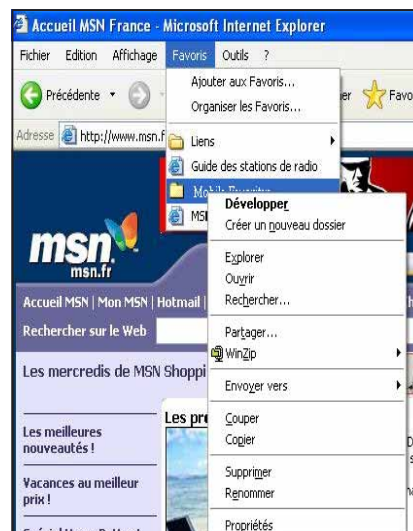 Accueil MSN France - Microsoft Internet Explorer
Fichier Edition Affichage Favoris Outils ?
Précédente
Ajouter aux Favoris...
Organiser les Favoris...
Adresse http://www.msn.f
Liens
Guide des stations de radio
Mobile Favorites
Développer
Créer un nouveau dossier
Explorer
Ouvrir
Rechercher...
Partager...
WinZip
Envoyer vers
Couper
Copier
Supprimer
Renommer
Propriétés
msn
msn.fr
Accueil MSN | Mon MSN | Hotmail |
Rechercher sur le Web
Les mercredis de MSN Shoppi
Les meilleures
nouveautés !
Vacances au meilleur
prix !
Les pre